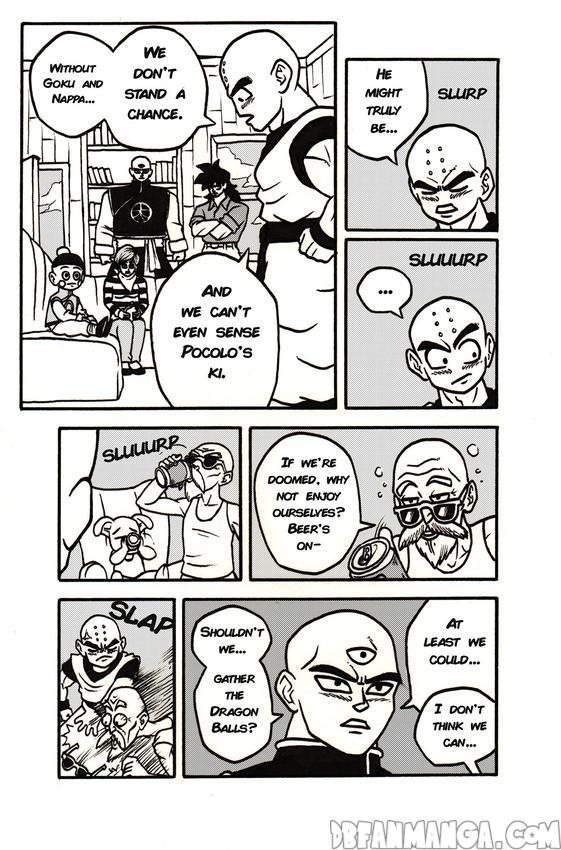 WITHOUT
GOKU AND
NAPPA...
WE
DON'T
STAND A
CHANCE.
AND
WE CAN'T
EVEN SENSE
POCOLO'S
KI.
HE
MIGHT
TRULY
BE...
SLURP
SLUUURP
...
SLUUURP
IF WE'RE
DOOMED, WHY
NOT ENJOY
OURSELVES?
BEER'S
ON-
SLAP
SHOULDN'T
WE...
GATHER
THE
DRAGON
BALLS?
AT
LEAST WE
COULD...
I DON'T
THINK WE
CAN...
DBFANMANGA.COM